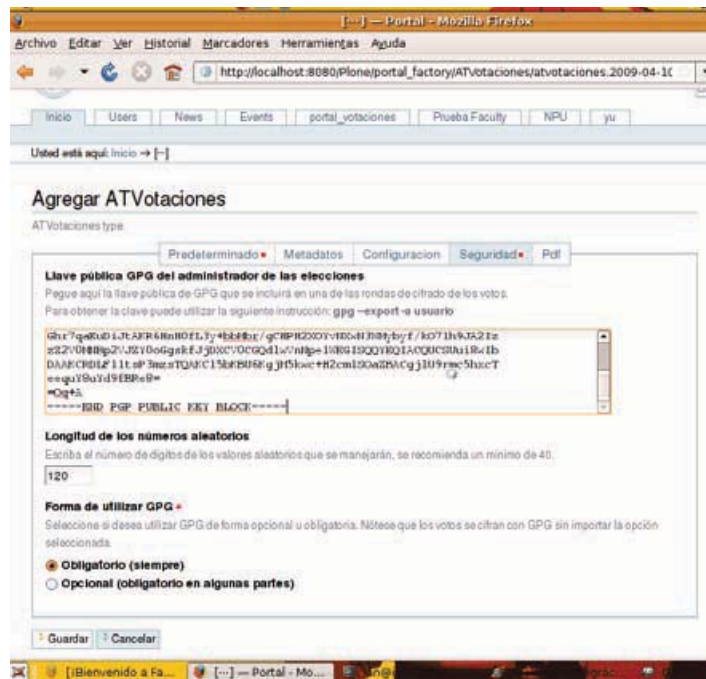 [...] — Portal - Mozilla Firefox
Archivo Editar Ver Historial Marcadores Herramientas Ayuda
http://localhost:8080/Plone/portal_factory/ATVotaciones/atvotaciones.2009-04-10
Inicio Users News Events portal_votaciones Prueba Faculty NPU yu
Usted está aquí: Inicio → [...]
Agregar ATVotaciones
ATVotaciones type.
Predeterminado Metadatos Configuracion Seguridad Pdf
Llave pública GPG del administrador de las elecciones
Pegue aquí la llave pública de GPG que se incluirá en una de las rondas de cifrado de los votos.
Para obtener la clave puede utilizar la siguiente instrucción: gpg --export -a usuario
-----END PGP PUBLIC KEY BLOCK-----
Longitud de los números aleatorios
Escriba el número de dígitos de los valores aleatorios que se manejarán, se recomienda un mínimo de 40.
120
Forma de utilizar GPG
Seleccione si desea utilizar GPG de forma opcional u obligatoria. Nótese que los votos se cifran con GPG sin importar la opción
seleccionada.
Obligatorio (siempre)
Opcional (obligatorio en algunas partes)
Guardar Cancelar
[¡Bienvenido a Fa... [...] — Portal - Mo...